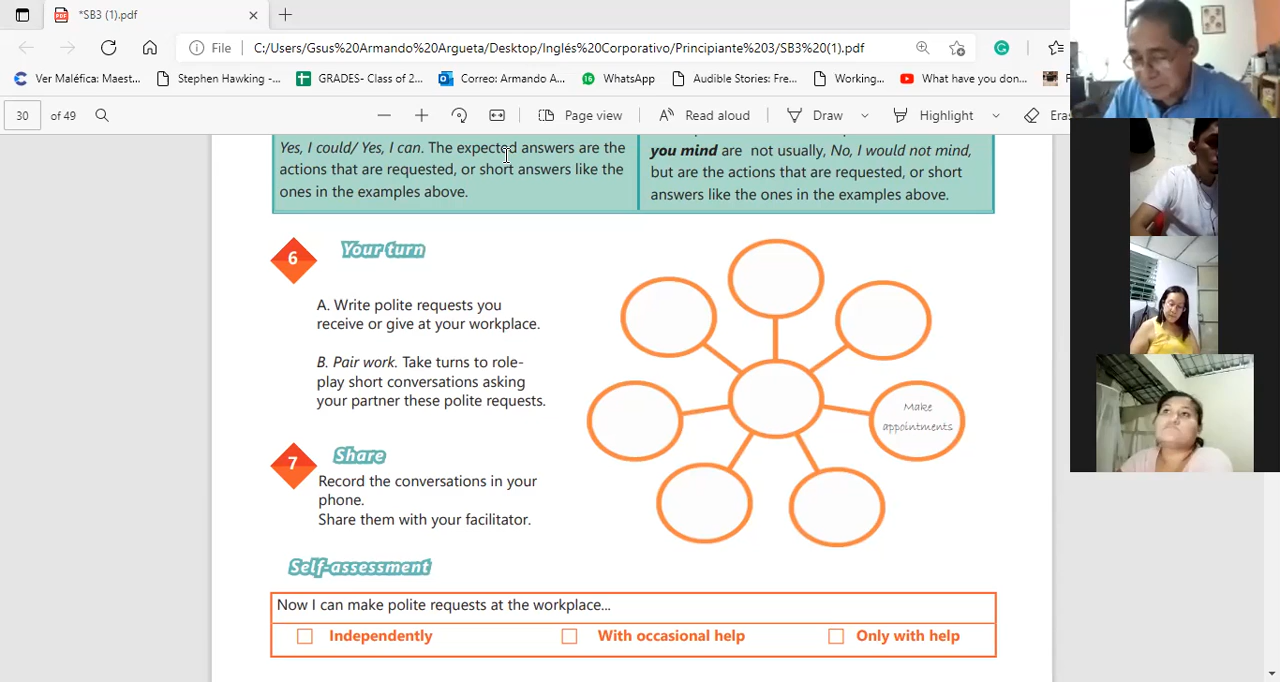 *SB3 (1).pdf
File
C:/Users/Gsus%20Armando%20Argueta/Desktop/Inglés%20Corporativo/Principiante%203/SB3%20(1).pdf
Ver Maléfica: Maest...
Stephen Hawking -...
GRADES- Class of 2...
Correo: Armando A...
WhatsApp
Audible Stories: Fre...
Working...
What have you don...
30 of 49
Page view
Read aloud
Draw
Highlight
Eras
Yes, I could/ Yes, I can. The expected answers are the
actions that are requested, or short answers like the
ones in the examples above.
you mind are not usually, No, I would not mind,
but are the actions that are requested, or short
answers like the ones in the examples above.
6
Your turn
A. Write polite requests you
receive or give at your workplace.
B. Pair work. Take turns to role-
play short conversations asking
your partner these polite requests.
Make
appointments
7
Share
Record the conversations in your
phone.
Share them with your facilitator.
Self-assessment
Now I can make polite requests at the workplace...
Independently
With occasional help
Only with help